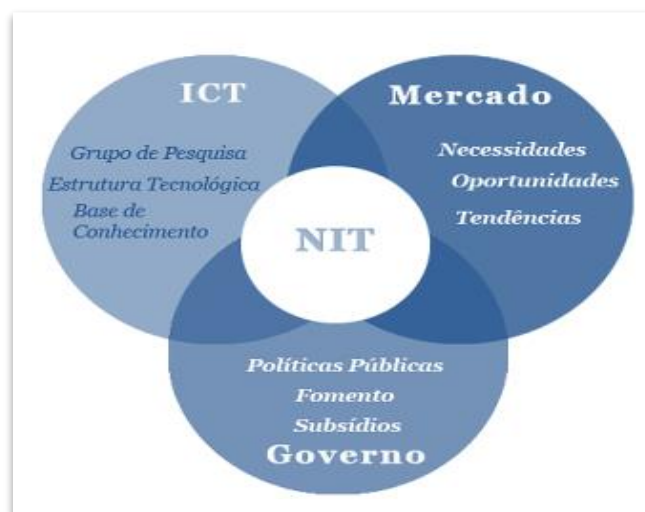 ICT
Grupo de Pesquisa
Estrutura Tecnológica
Base de
Conhecimento
Mercado
Necessidades
Oportunidades
Tendências
NIT
Políticas Públicas
Fomento
Subsídios
Governo